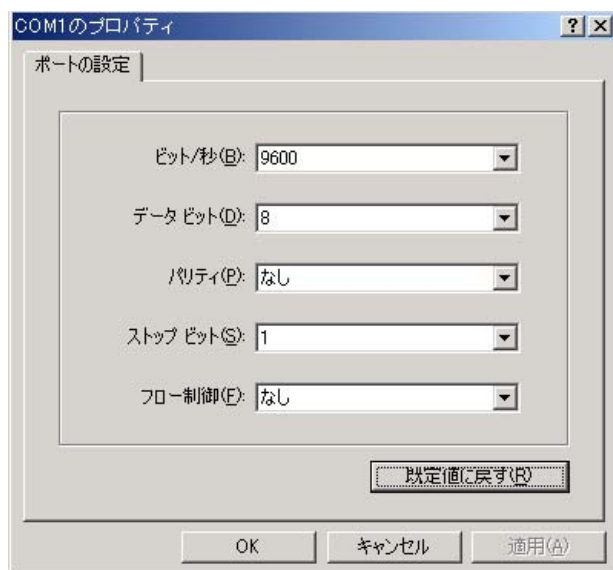 COM1のプロパティ
ポートの設定
ビット/秒(B): 9600
データ ビット(D): 8
パリティ(P): なし
ストップ ビット(S): 1
フロー制御(F): なし
既定値に戻す(R)
OK キャンセル 適用(A)